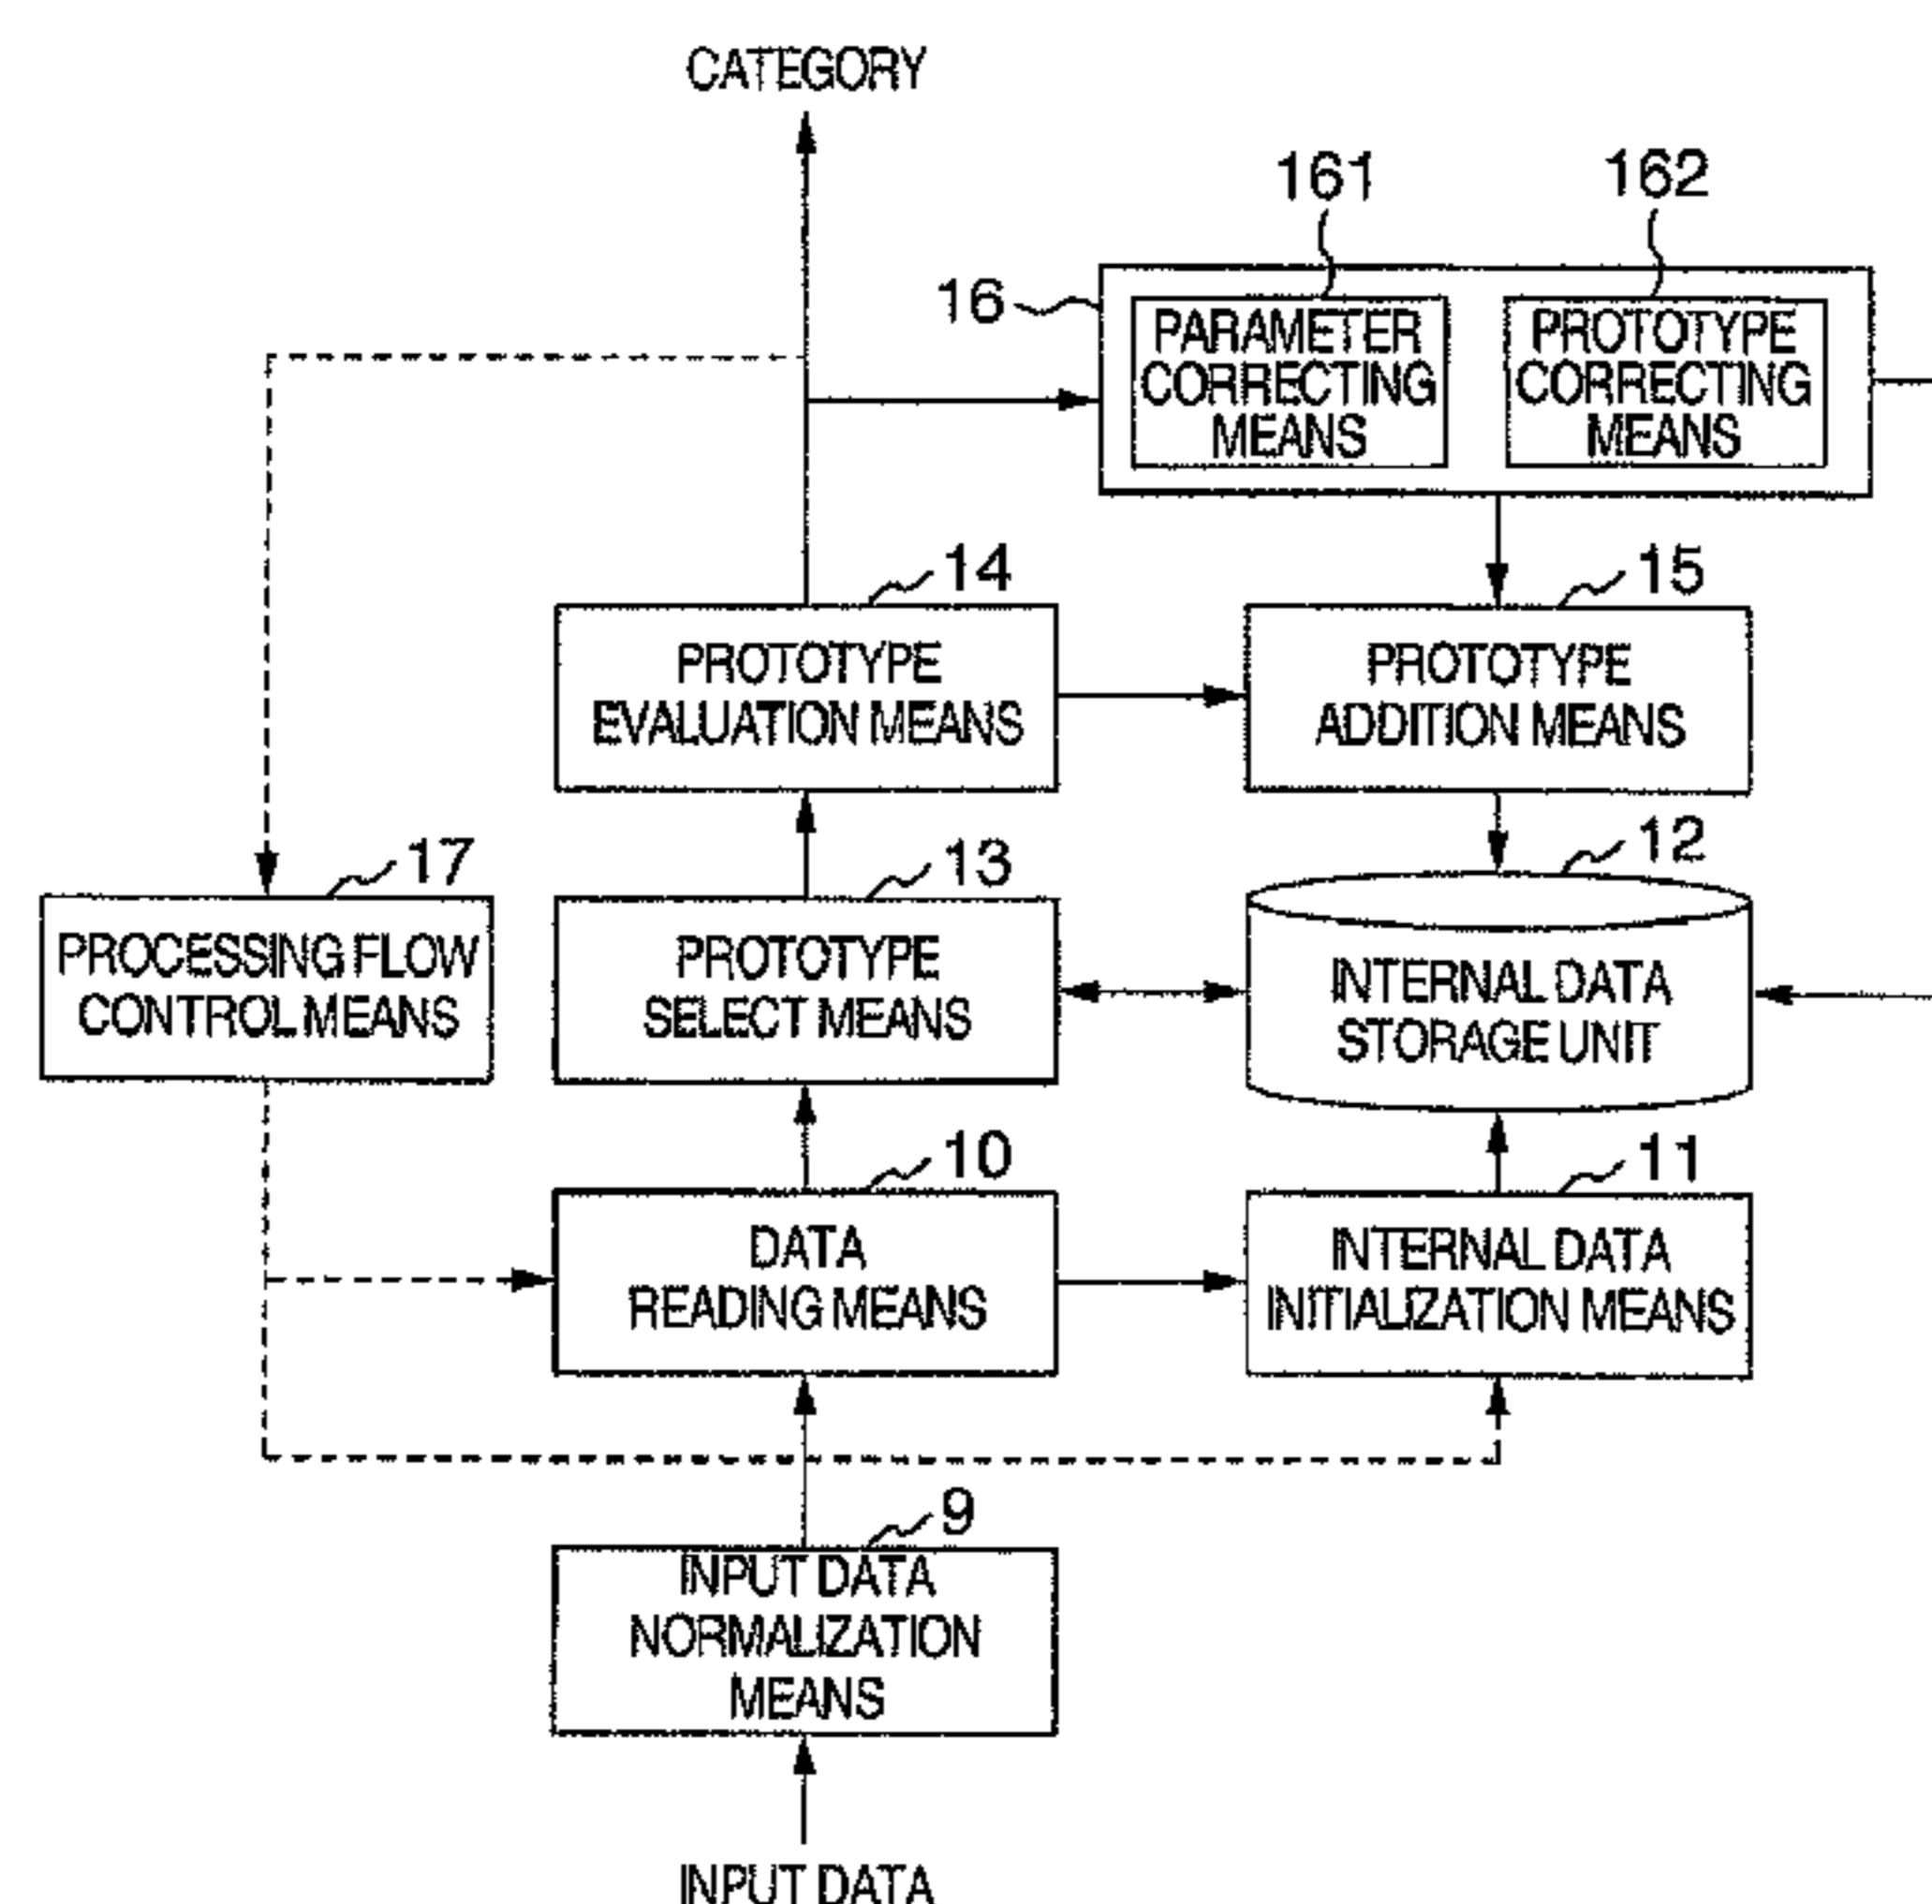 CATEGORY
161
162
16
PARAMETER
CORRECTING
MEANS
PROTOTYPE
CORRECTING
MEANS
14
15
PROTOTYPE
EVALUATION MEANS
PROTOTYPE
ADDITION MEANS
17
13
12
PROCESSING FLOW
CONTROL MEANS
PROTOTYPE
SELECT MEANS
INTERNAL DATA
STORAGE UNIT
10
11
DATA
READING MEANS
INTERNAL DATA
INITIALIZATION MEANS
9
INPUT DATA
NORMALIZATION
MEANS
INPUT DATA